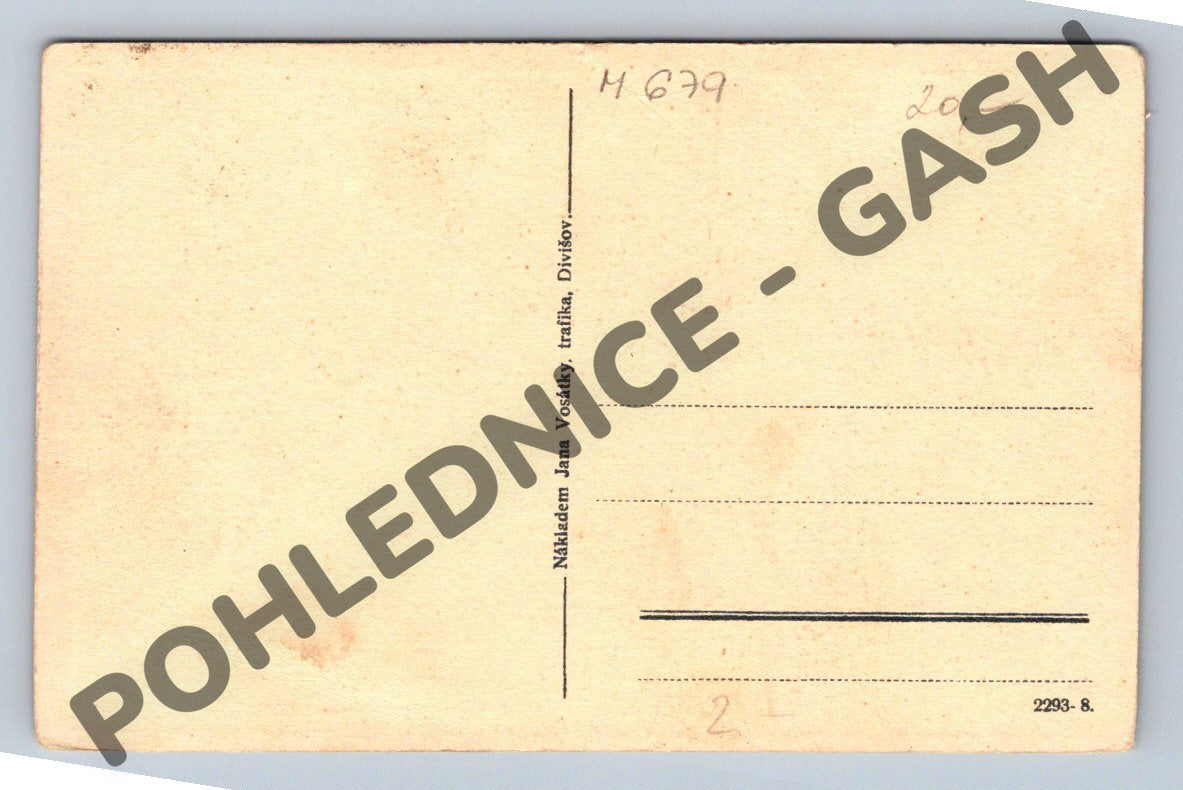 M 679
20,-
Nákladem Jana Vosátky, trafika, Divišov.
POHLEDNICE - GASH
2
2293- 8.